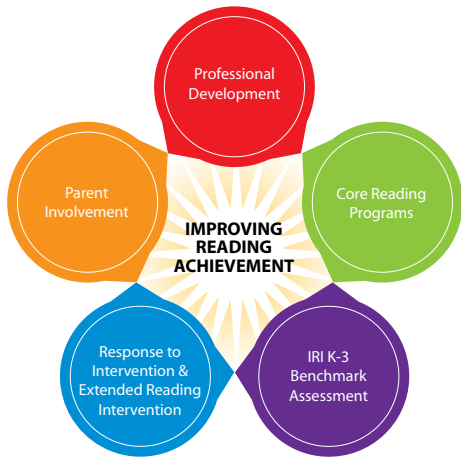 Professional
Development
Parent
Involvement
Core Reading
Programs
IMPROVING
READING
ACHIEVEMENT
Response to
Intervention &
Extended Reading
Intervention
IRI K-3
Benchmark
Assessment